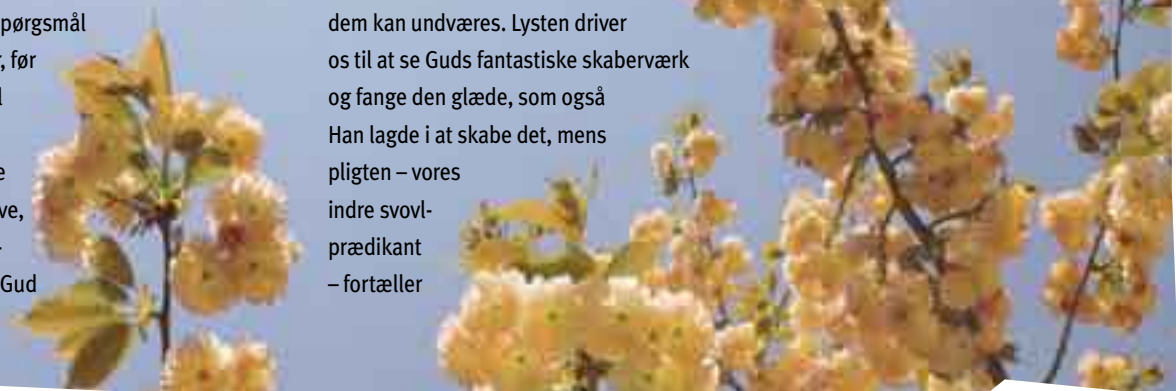 pørgsmål
, før
l
e
ve,
-
Gud
dem kan undværes. Lysten driver
os til at se Guds fantastiske skaberværk
og fange den glæde, som også
Han lagde i at skabe det, mens
pligten – vores
indre svovl-
prædikant
– fortæller